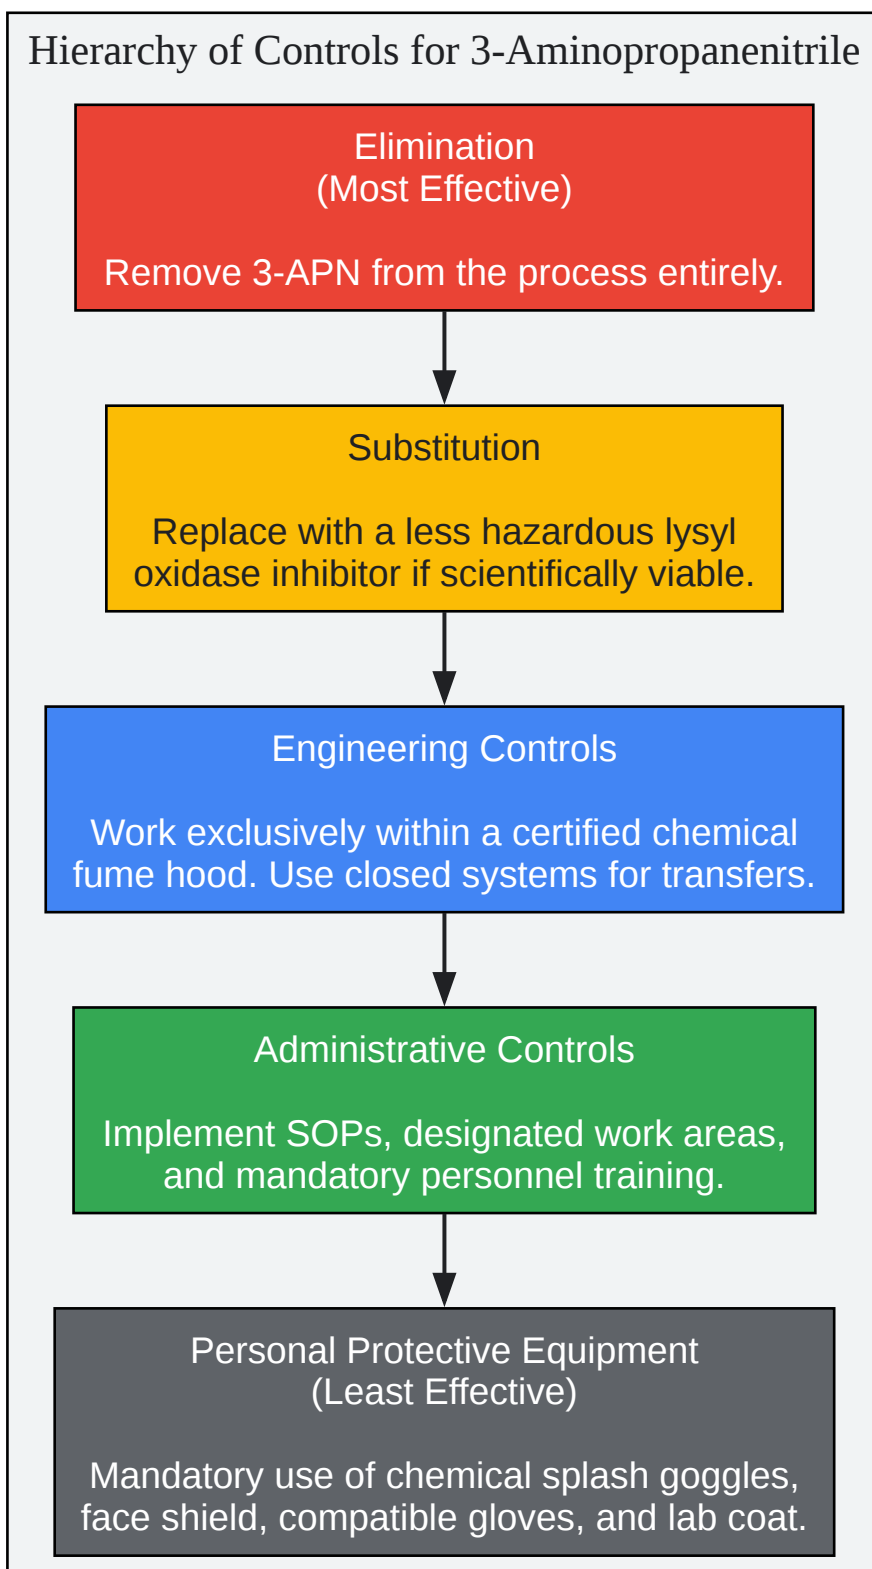 Hierarchy of Controls for 3-Aminopropanenitrile
Elimination
(Most Effective)
Remove 3-APN from the process entirely.
Substitution
Replace with a less hazardous lysyl
oxidase inhibitor if scientifically viable.
Engineering Controls
Work exclusively within a certified chemical
fume hood. Use closed systems for transfers.
Administrative Controls
Implement SOPs, designated work areas,
and mandatory personnel training.
Personal Protective Equipment
(Least Effective)
Mandatory use of chemical splash goggles,
face shield, compatible gloves, and lab coat.